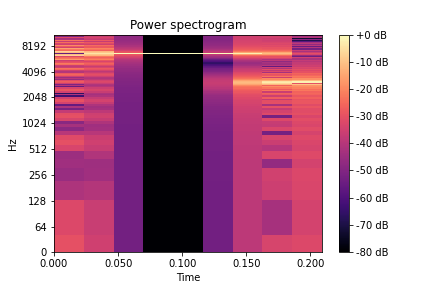 Power spectrogram
8192
4096
2048
1024
512
256
128
64
0
Hz
0.000 0.050 0.100 0.150 0.200
Time
+0 dB
-10 dB
-20 dB
-30 dB
-40 dB
-50 dB
-60 dB
-70 dB
-80 dB